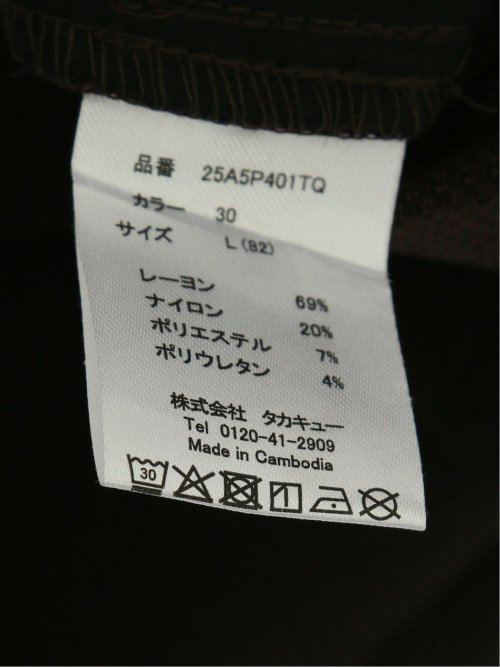 品番 25A5P401TQ
カラー 30
サイズ L(82)
レーヨン 69%
ナイロン 20%
ポリエステル 7%
ポリウレタン 4%
株式会社 タカキュー
Tel 0120-41-2909
Made in Cambodia
30